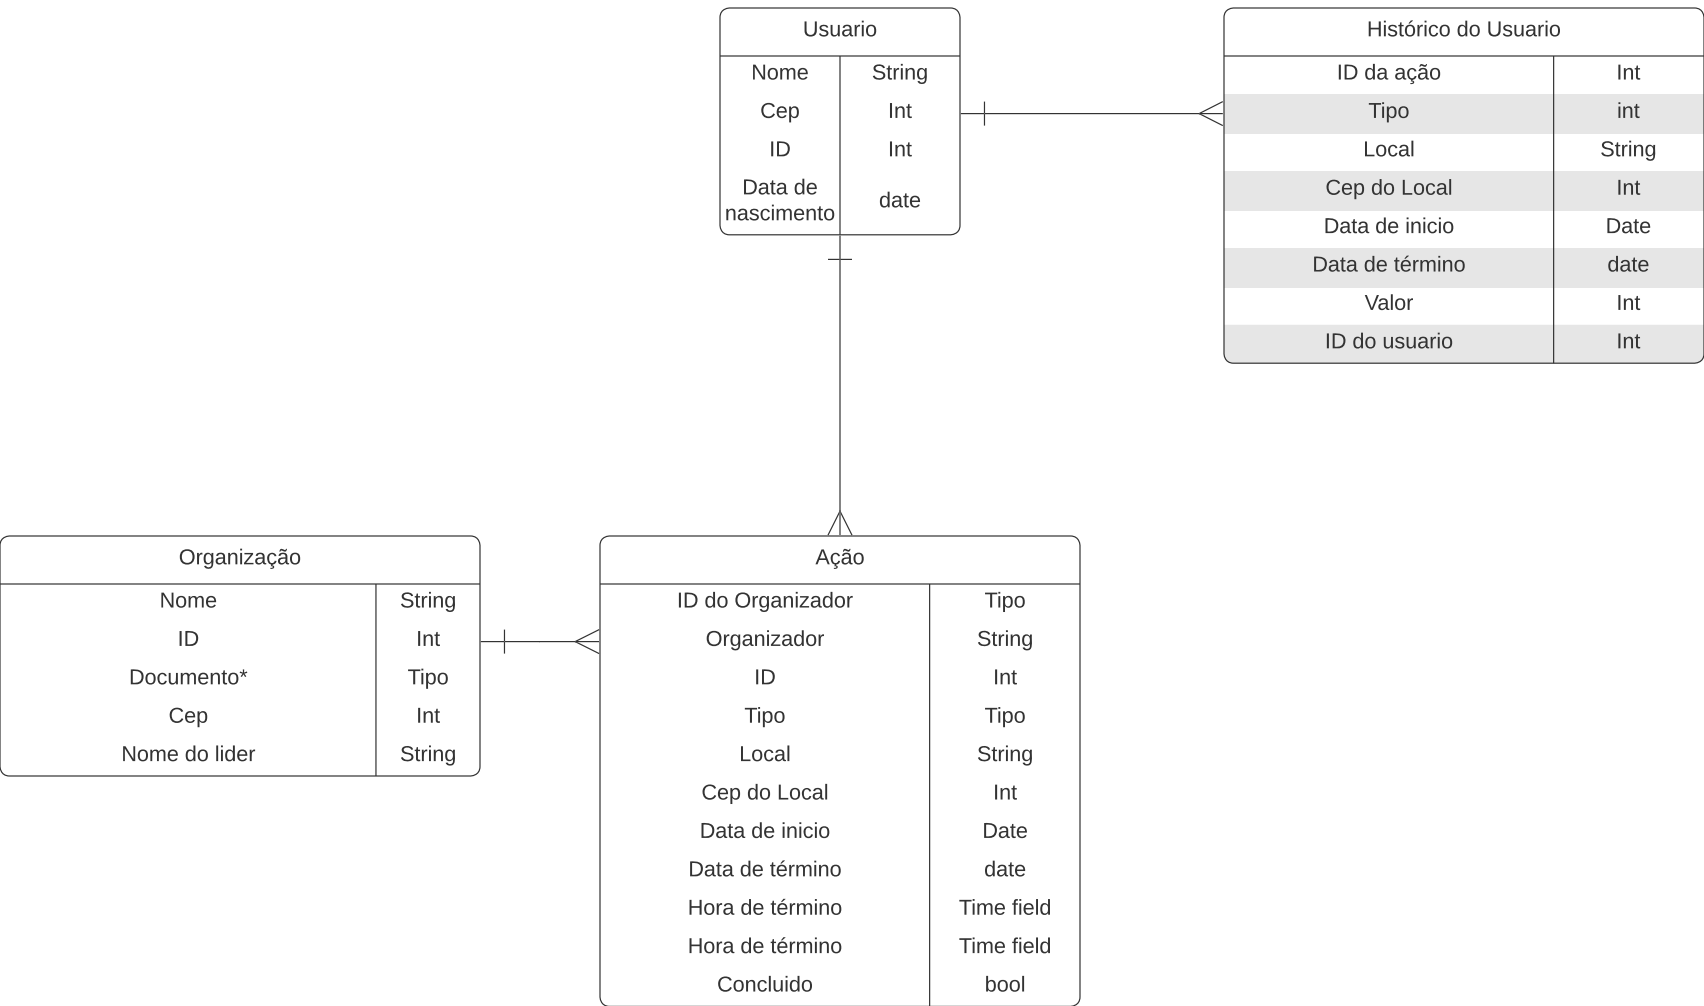 Usuario
Nome String
Cep Int
ID Int
Data de
nascimento date
Histórico do Usuario
ID da ação Int
Tipo int
Local String
Cep do Local Int
Data de inicio Date
Data de término date
Valor Int
ID do usuario Int
Organização
Nome String
ID Int
Documento* Tipo
Cep Int
Nome do lider String
Ação
ID do Organizador Tipo
Organizador String
ID Int
Tipo Tipo
Local String
Cep do Local Int
Data de inicio Date
Data de término date
Hora de término Time field
Hora de término Time field
Concluido bool